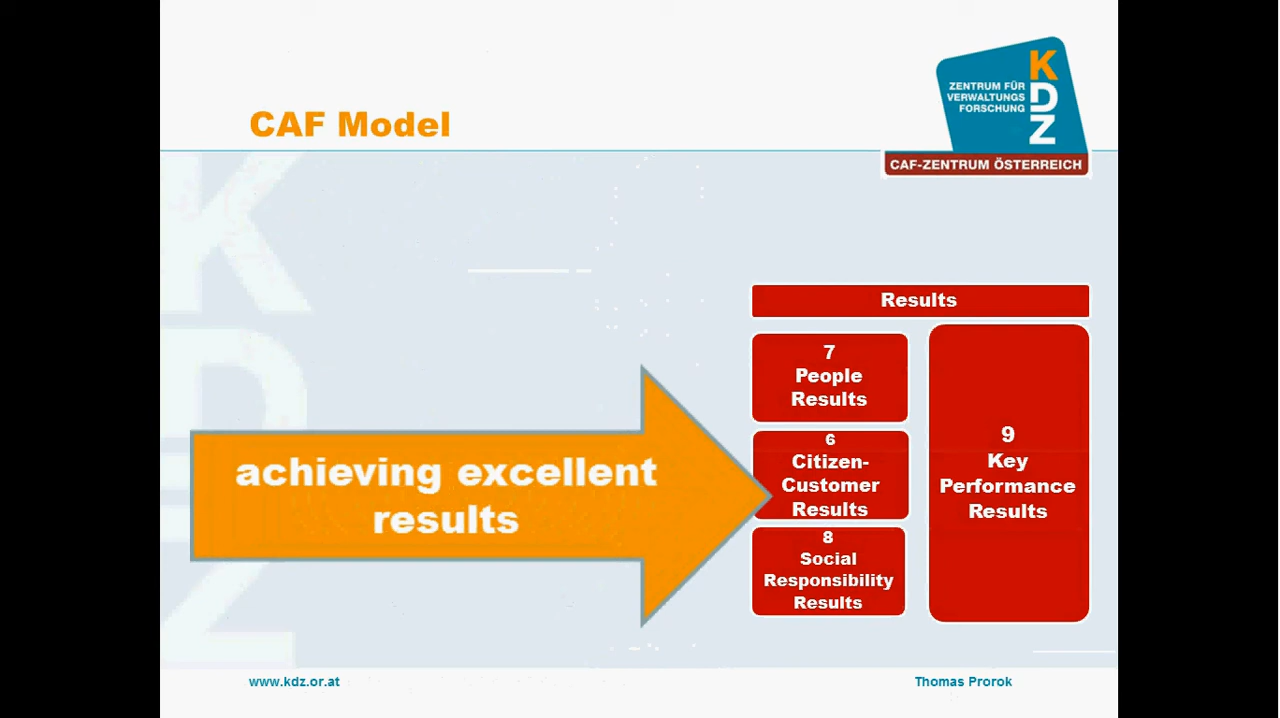 CAF Model
ZENTRUM FÜR
VERWALTUNGS
FORSCHUNG
K
D
Z
CAF-ZENTRUM ÖSTERREICH
Results
7
People
Results
6
Citizen-
Customer
Results
8
Social
Responsibility
Results
9
Key
Performance
Results
achieving excellent
results
K
D
Z
www.kdz.or.at
Thomas Prorok